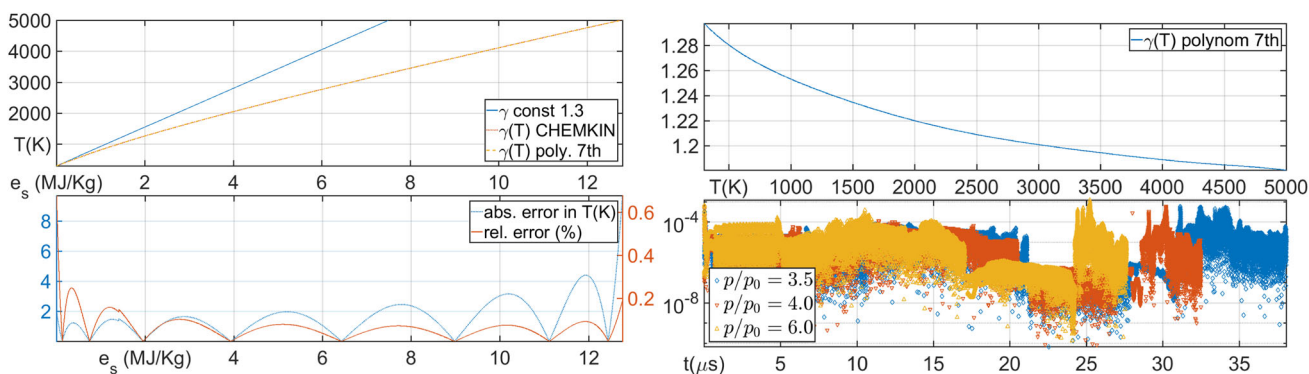 5000
4000
3000
2000
T(K)
γ const 1.3
γ(T) CHEMKIN
γ(T) poly. 7th
e_s (MJ/Kg) 2 4 6 8 10 12
8
6
4
2
abs. error in T(K)
rel. error (%)
0.6
0.4
0.2
e_s (MJ/Kg) 2 4 6 8 10 12
1.28
1.26
1.24
1.22
1.2
γ(T) polynom 7th
T(K) 1000 1500 2000 2500 3000 3500 4000 4500 5000
10⁻⁴
10⁻⁸
p/p₀ = 3.5
p/p₀ = 4.0
p/p₀ = 6.0
t(μs) 5 10 15 20 25 30 35